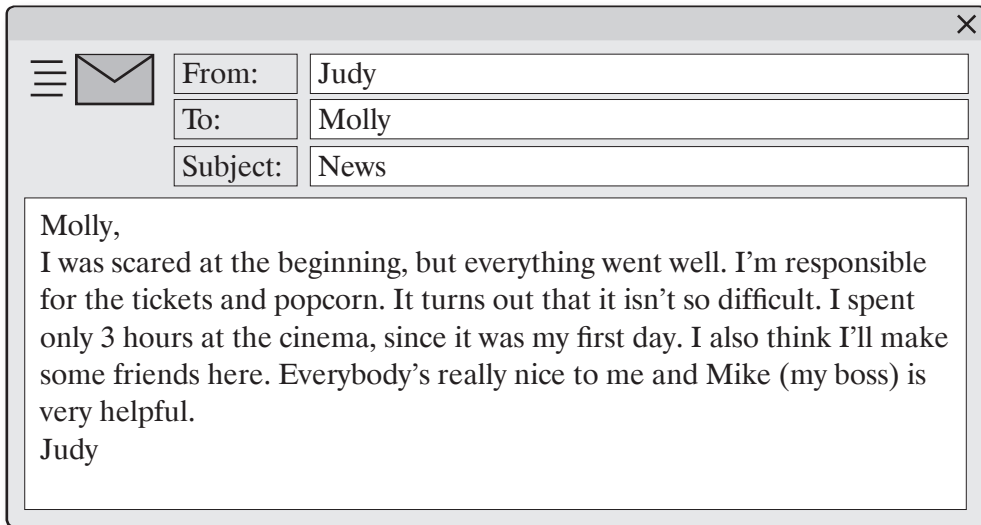 From: Judy
To: Molly
Subject: News
Molly,
I was scared at the beginning, but everything went well. I’m responsible
for the tickets and popcorn. It turns out that it isn’t so difficult. I spent
only 3 hours at the cinema, since it was my first day. I also think I’ll make
some friends here. Everybody’s really nice to me and Mike (my boss) is
very helpful.
Judy